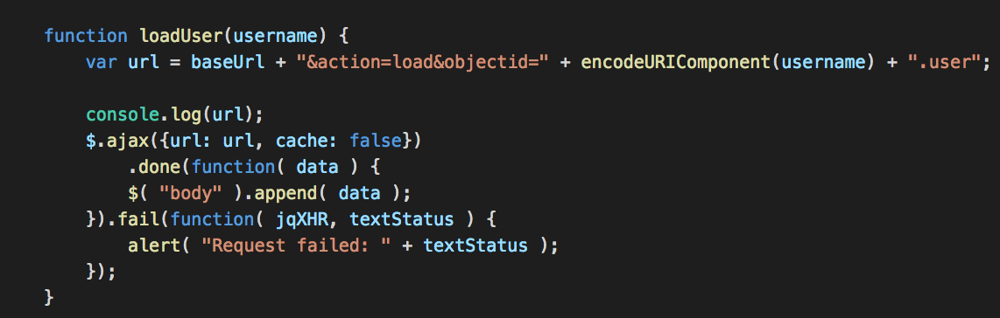 function loadUser(username) {
    var url = baseUrl + "&action=load&objectid=" + encodeURIComponent(username) + ".user";

    console.log(url);
    $.ajax({url: url, cache: false})
        .done(function( data ) {
        $( "body" ).append( data );
    }).fail(function( jqXHR, textStatus ) {
        alert( "Request failed: " + textStatus );
    });
}